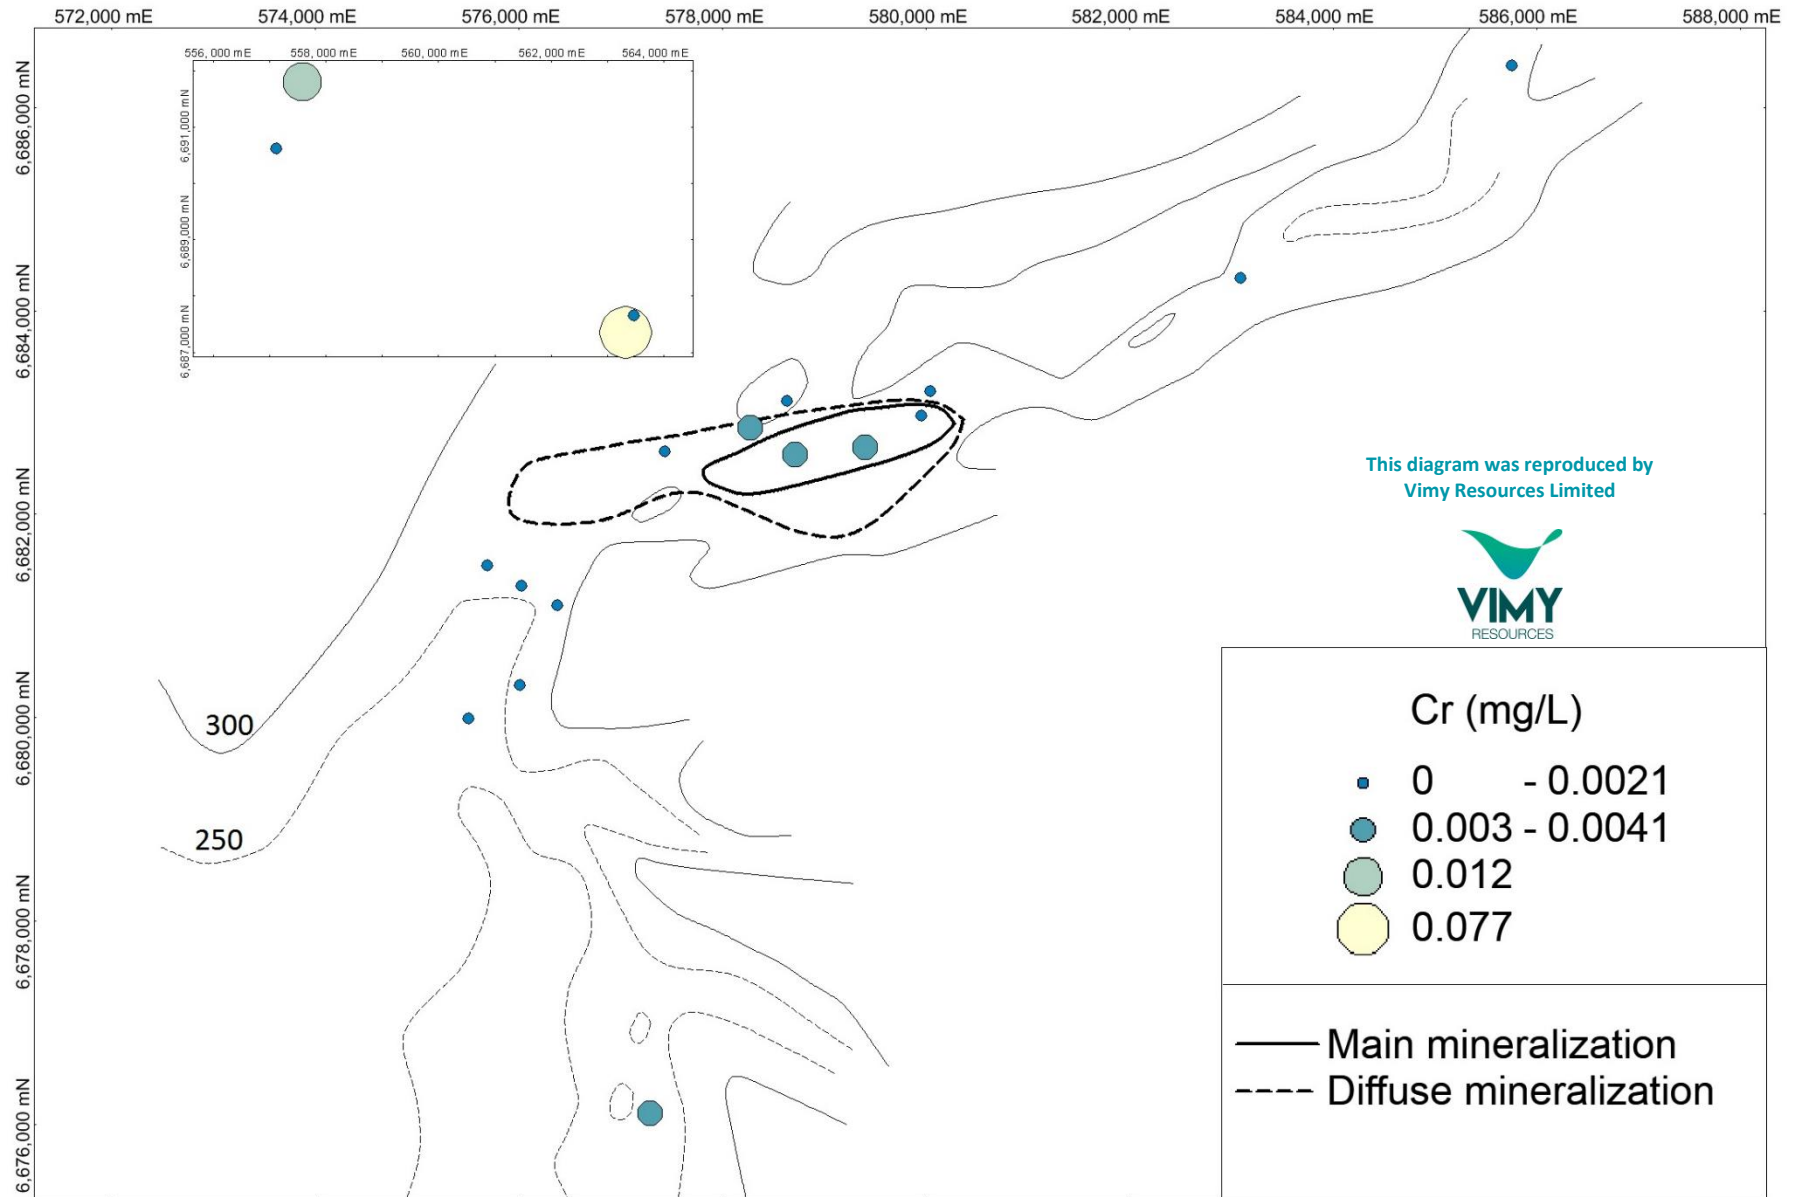 572,000 mE 574,000 mE 576,000 mE 578,000 mE 580,000 mE 582,000 mE 584,000 mE 586,000 mE 588,000 mE
556,000 mE 558,000 mE 560,000 mE 562,000 mE 564,000 mE
6,691,000 mN
6,689,000 mN
6,687,000 mN
6,686,000 mN
6,684,000 mN
6,682,000 mN
6,680,000 mN
6,678,000 mN
6,676,000 mN
300
250
This diagram was reproduced by
Vimy Resources Limited
VIMY
RESOURCES
Cr (mg/L)
0 - 0.0021
0.003 - 0.0041
0.012
0.077
Main mineralization
Diffuse mineralization